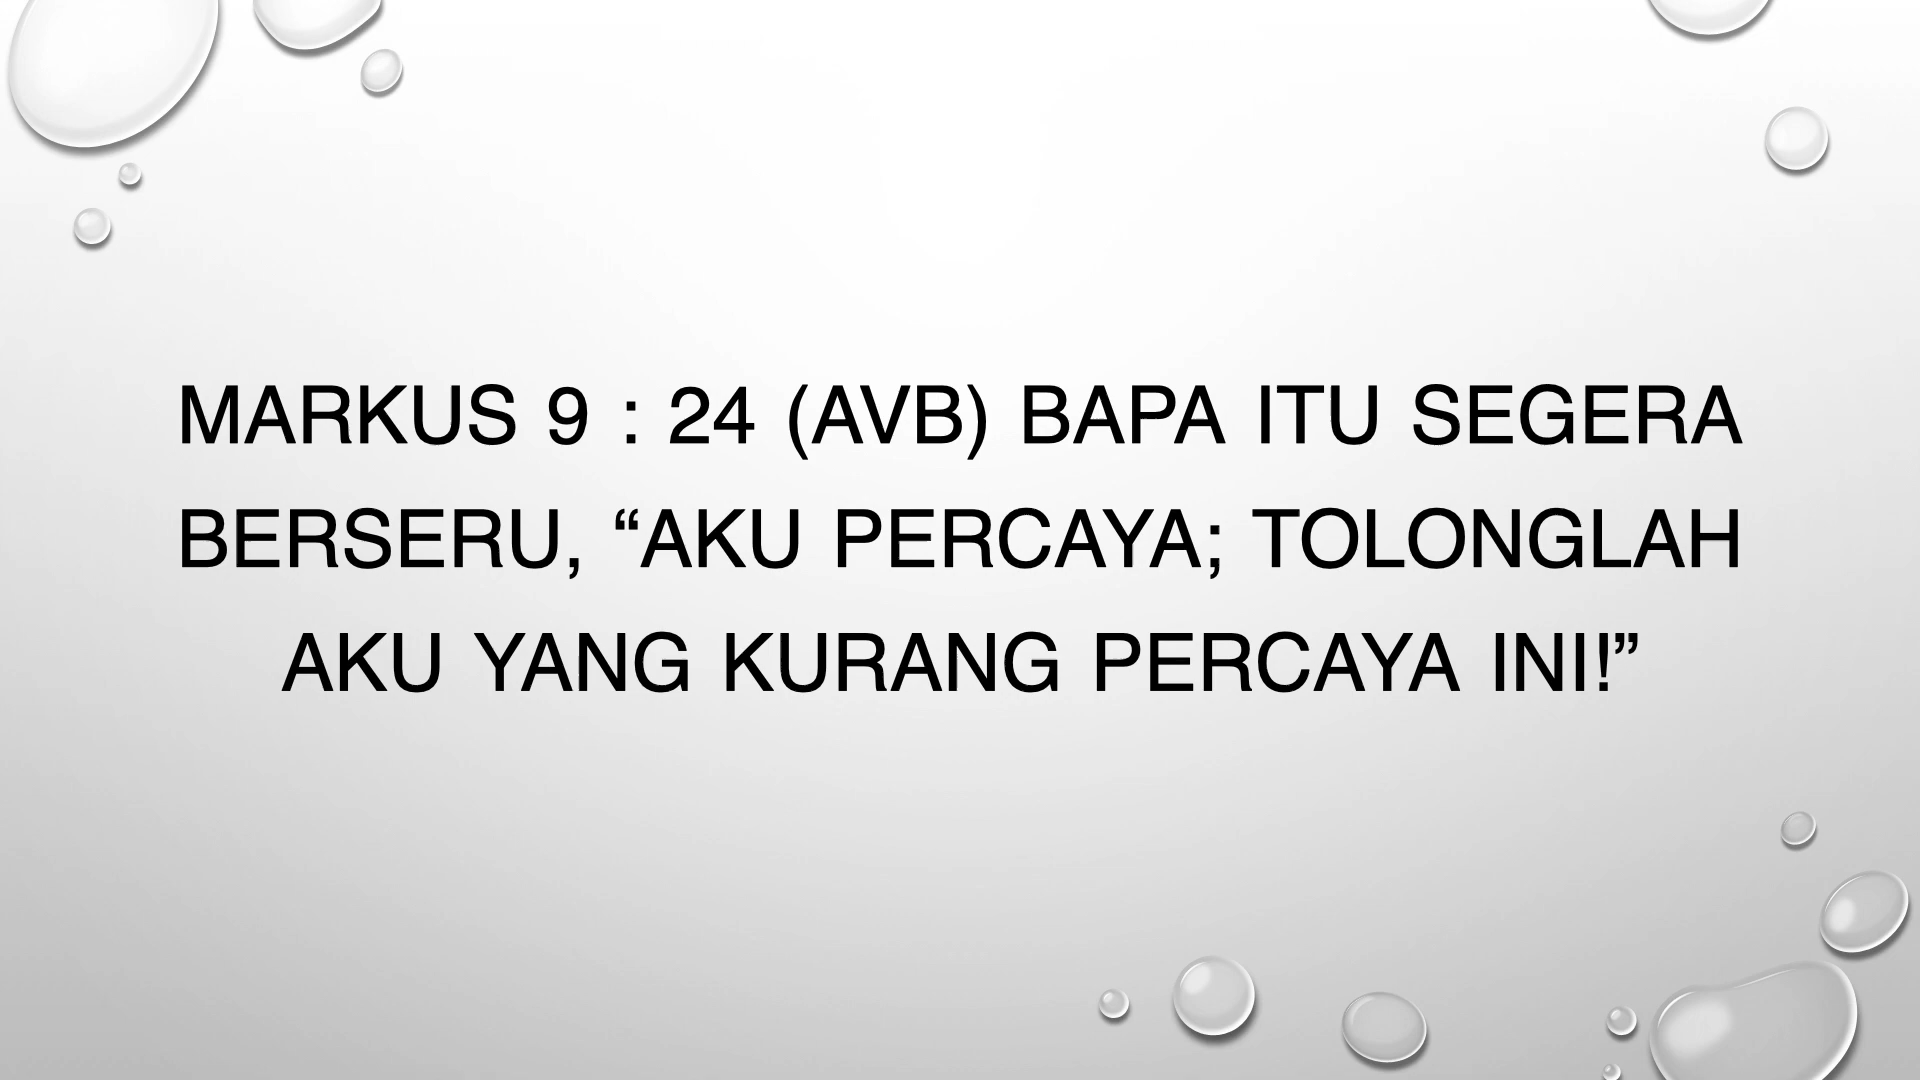 MARKUS 9 : 24 (AVB) BAPA ITU SEGERA
BERSERU, “AKU PERCAYA; TOLONGLAH
AKU YANG KURANG PERCAYA INI!”